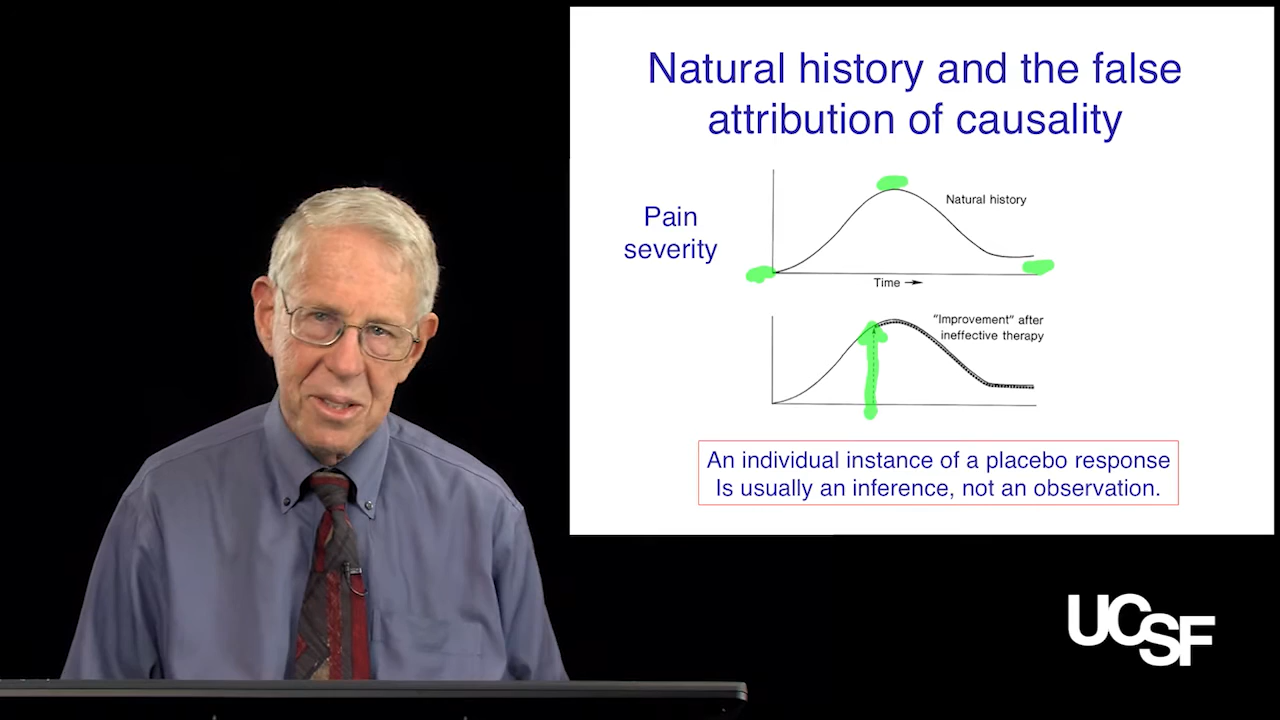 Natural history and the false
attribution of causality
Pain
severity
Natural history
Time
"Improvement" after
ineffective therapy
An individual instance of a placebo response
Is usually an inference, not an observation.
UCSF